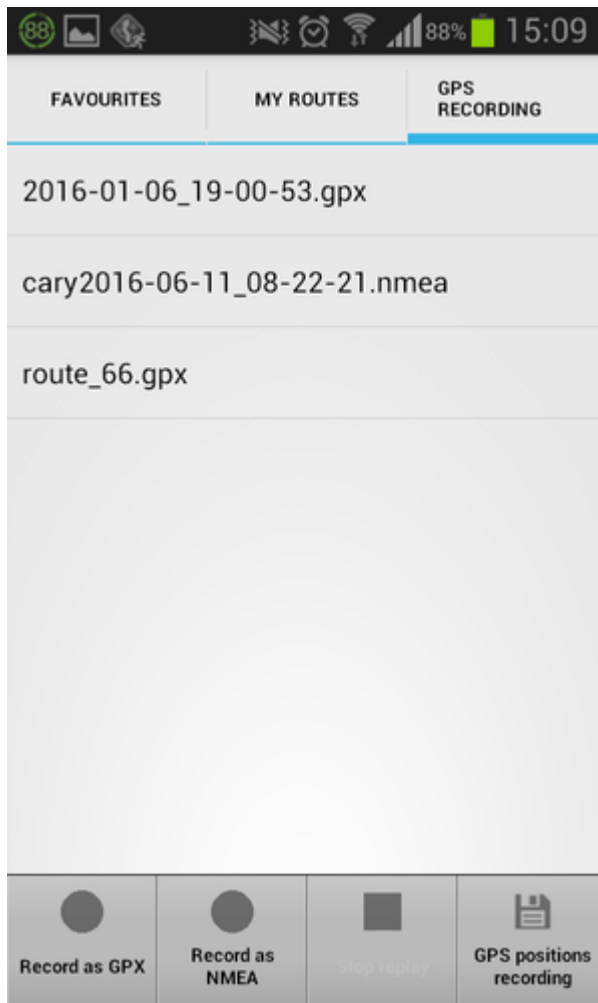 88 88% 15:09
FAVOURITES MY ROUTES GPS RECORDING
2016-01-06_19-00-53.gpx
cary2016-06-11_08-22-21.nmea
route_66.gpx
Record as GPX
Record as
NMEA
Stop replay
GPS positions
recording